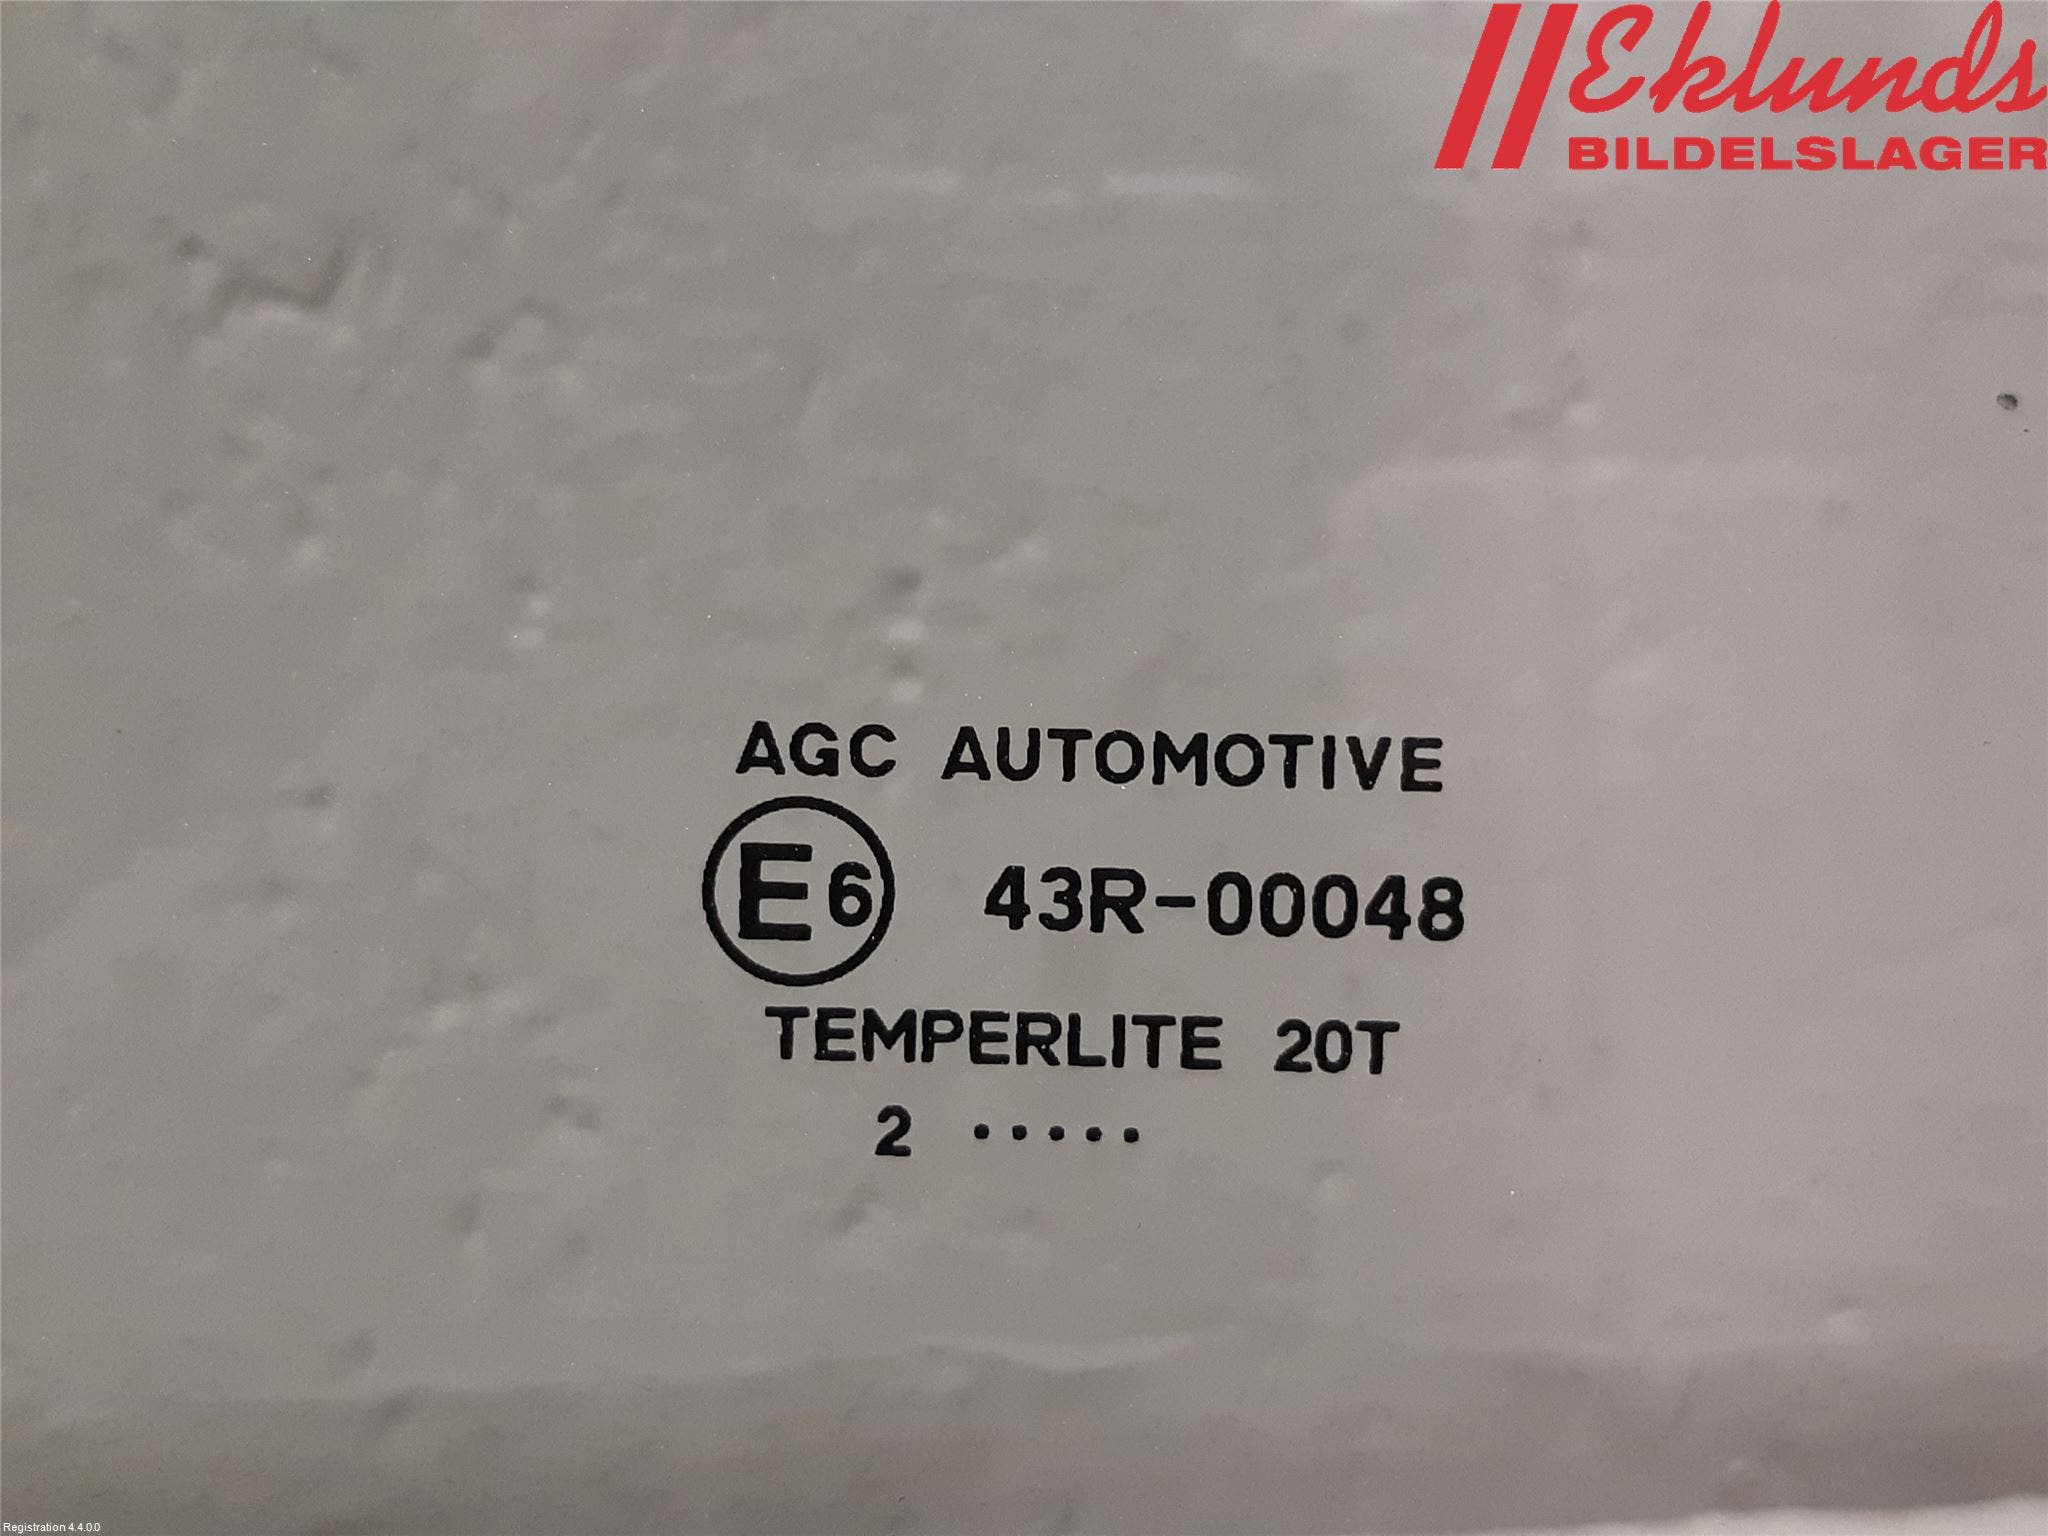 Eklunds
BILDELSLAGER
AGC AUTOMOTIVE
E6 43R-00048
TEMPERLITE 20T
2 .....
Registration 4.4.0.0